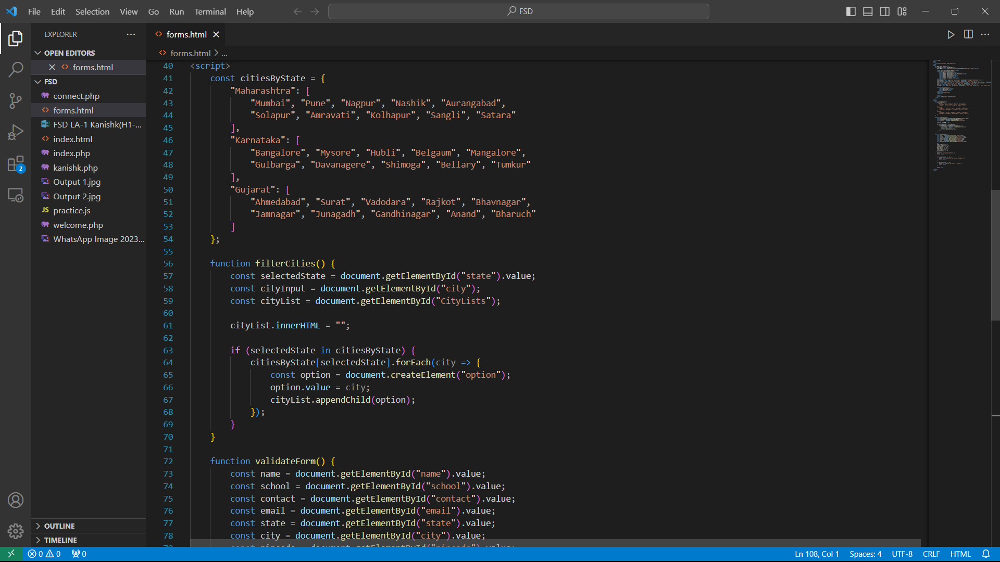 File Edit Selection View Go Run Terminal Help
FSD
EXPLORER
OPEN EDITORS
forms.html
FSD
connect.php
forms.html
FSD LA-1 Kanishk(H1-...
index.html
index.php
kanishk.php
Output 1.jpg
Output 2.jpg
JS practice.js
welcome.php
WhatsApp Image 2023...
OUTLINE
TIMELINE
2
forms.html
forms.html > ...
40 <script>
41 const citiesByState = {
42 "Maharashtra": [
43 "Mumbai", "Pune", "Nagpur", "Nashik", "Aurangabad",
44 "Solapur", "Amravati", "Kolhapur", "Sangli", "Satara"
45 ],
46 "Karnataka": [
47 "Bangalore", "Mysore", "Hubli", "Belgaum", "Mangalore",
48 "Gulbarga", "Davanagere", "Shimoga", "Bellary", "Tumkur"
49 ],
50 "Gujarat": [
51 "Ahmedabad", "Surat", "Vadodara", "Rajkot", "Bhavnagar",
52 "Jamnagar", "Junagadh", "Gandhinagar", "Anand", "Bharuch"
53 ]
54 };
55
56 function filterCities() {
57 const selectedState = document.getElementById("state").value;
58 const cityInput = document.getElementById("city");
59 const cityList = document.getElementById("CityLists");
60
61 cityList.innerHTML = "";
62
63 if (selectedState in citiesByState) {
64 citiesByState[selectedState].forEach(city => {
65 const option = document.createElement("option");
66 option.value = city;
67 cityList.appendChild(option);
68 });
69 }
70 }
71
72 function validateForm() {
73 const name = document.getElementById("name").value;
74 const school = document.getElementById("school").value;
75 const contact = document.getElementById("contact").value;
76 const email = document.getElementById("email").value;
77 const state = document.getElementById("state").value;
78 const city = document.getElementById("city").value;
0 0 0 Ln 108, Col 1 Spaces: 4 UTF-8 CRLF HTML